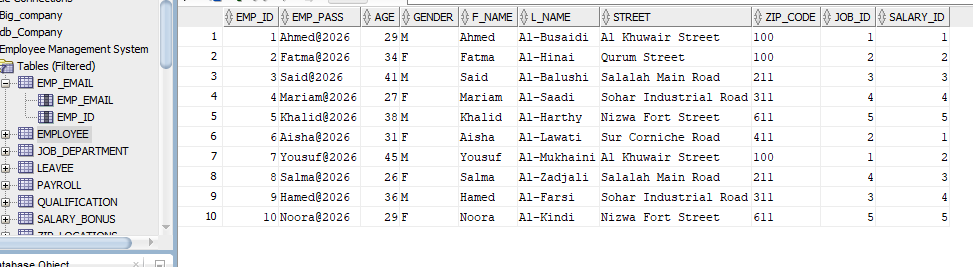 Big_company
db_Company
Employee Management System
Tables (Filtered)
EMP_EMAIL
EMP_EMAIL
EMP_ID
EMPLOYEE
JOB_DEPARTMENT
LEAVEE
PAYROLL
QUALIFICATION
SALARY_BONUS
ZIP_LOCATIONS
Database Object
EMP_ID EMP_PASS AGE GENDER F_NAME L_NAME STREET ZIP_CODE JOB_ID SALARY_ID
1 1 Ahmed@2026 29 M Ahmed Al-Busaidi Al Khuwair Street 100 1 1
2 2 Fatma@2026 34 F Fatma Al-Hinai Qurum Street 100 2 2
3 3 Said@2026 41 M Said Al-Balushi Salalah Main Road 211 3 3
4 4 Mariam@2026 27 F Mariam Al-Saadi Sohar Industrial Road 311 4 4
5 5 Khalid@2026 38 M Khalid Al-Harthy Nizwa Fort Street 611 5 5
6 6 Aisha@2026 31 F Aisha Al-Lawati Sur Corniche Road 411 2 1
7 7 Yousuf@2026 45 M Yousuf Al-Mukhaini Al Khuwair Street 100 1 2
8 8 Salma@2026 26 F Salma Al-Zadjali Salalah Main Road 211 4 3
9 9 Hamed@2026 36 M Hamed Al-Farsi Sohar Industrial Road 311 3 4
10 10 Noora@2026 29 F Noora Al-Kindi Nizwa Fort Street 611 5 5